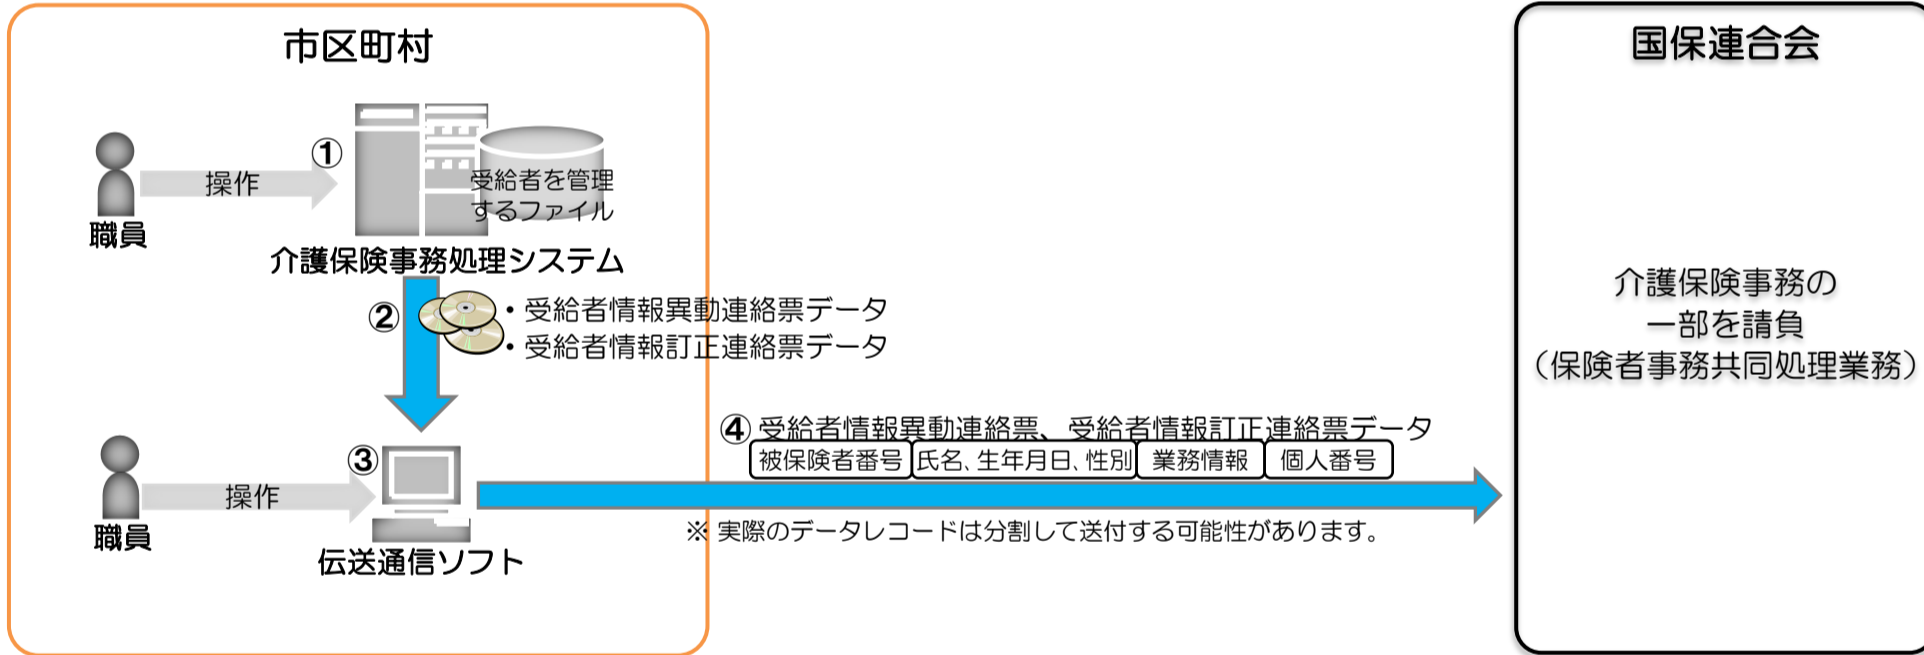 市区町村
国保連合会
①
操作
職員
受給者を管理
するファイル
介護保険事務処理システム
②
・受給者情報異動連絡票データ
・受給者情報訂正連絡票データ
介護保険事務の
一部を請負
（保険者事務共同処理業務）
③
操作
職員
伝送通信ソフト
④ 受給者情報異動連絡票、受給者情報訂正連絡票データ
被保険者番号 氏名、生年月日、性別 業務情報 個人番号
※ 実際のデータレコードは分割して送付する可能性があります。